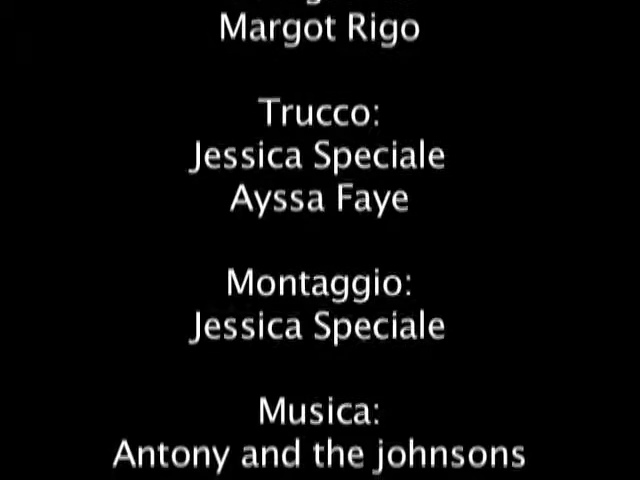 Margot Rigo
Trucco:
Jessica Speciale
Ayssa Faye
Montaggio:
Jessica Speciale
Musica:
Antony and the johnsons